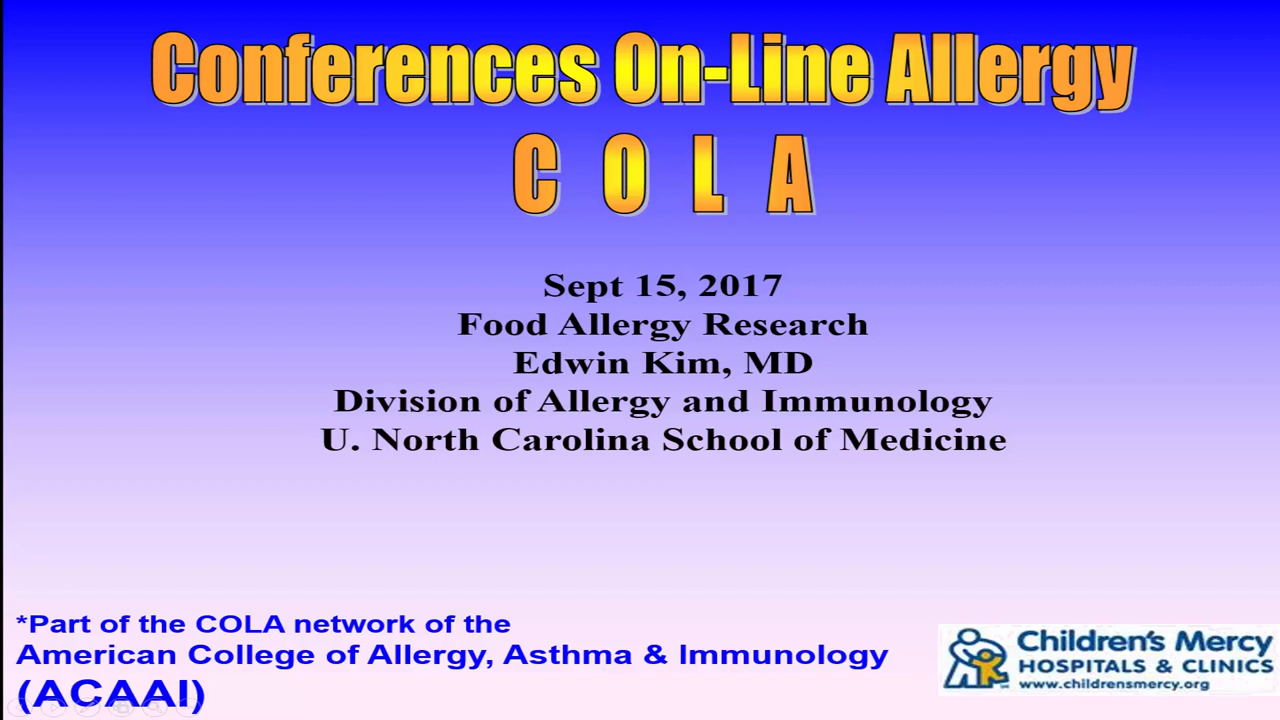 Conferences On-Line Allergy
C O L A
Sept 15, 2017
Food Allergy Research
Edwin Kim, MD
Division of Allergy and Immunology
U. North Carolina School of Medicine
*Part of the COLA network of the
American College of Allergy, Asthma & Immunology
(ACAAI)
Children's Mercy
HOSPITALS & CLINICS
www.childrensmercy.org